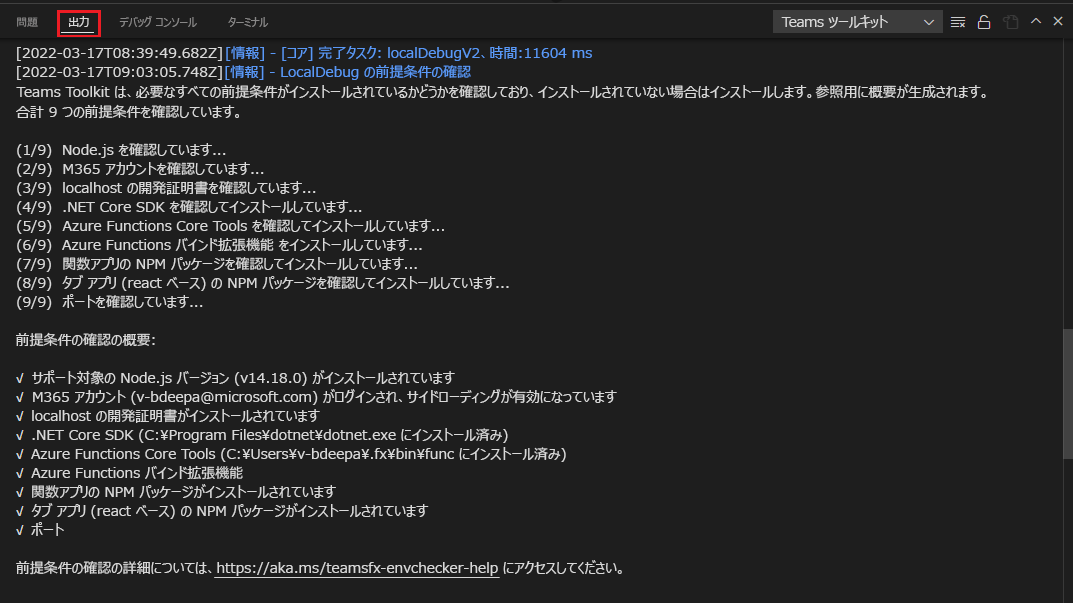 問題
出力
デバッグ コンソール
ターミナル
Teams ツールキット
[2022-03-17T08:39:49.682Z][情報] - [コア] 完了タスク: localDebugV2、時間:11604 ms
[2022-03-17T09:03:05.748Z][情報] - LocalDebug の前提条件の確認
Teams Toolkit は、必要なすべての前提条件がインストールされているかどうかを確認しており、インストールされていない場合はインストールします。参照用に概要が生成されます。
合計 9 つの前提条件を確認しています。
(1/9) Node.js を確認しています...
(2/9) M365 アカウントを確認しています...
(3/9) localhost の開発証明書を確認しています...
(4/9) .NET Core SDK を確認してインストールしています...
(5/9) Azure Functions Core Tools を確認してインストールしています...
(6/9) Azure Functions バインド拡張機能 をインストールしています...
(7/9) 関数アプリの NPM パッケージを確認してインストールしています...
(8/9) タブ アプリ (react ベース) の NPM パッケージを確認してインストールしています...
(9/9) ポートを確認しています...
前提条件の確認の概要:
√ サポート対象の Node.js バージョン (v14.18.0) がインストールされています
√ M365 アカウント (v-bdeepa@microsoft.com) がログインされ、サイドローディングが有効になっています
√ localhost の開発証明書がインストールされています
√ .NET Core SDK (C:¥Program Files¥dotnet¥dotnet.exe にインストール済み)
√ Azure Functions Core Tools (C:¥Users¥v-bdeepa¥.fx¥bin¥func にインストール済み)
√ Azure Functions バインド拡張機能
√ 関数アプリの NPM パッケージがインストールされています
√ タブ アプリ (react ベース) の NPM パッケージがインストールされています
√ ポート
前提条件の確認の詳細については、https://aka.ms/teamsfx-envchecker-help にアクセスしてください。